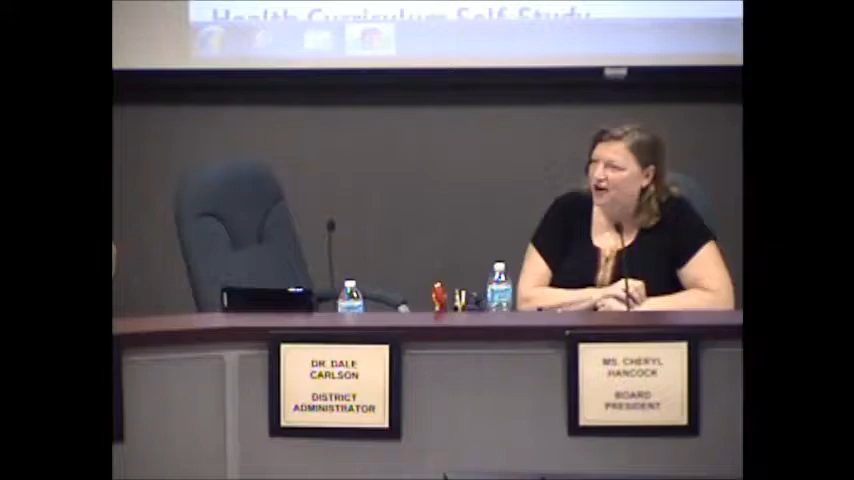 Health Curriculum Self-Study
DR. DALE
CARLSON
DISTRICT
ADMINISTRATOR
MS. CHERYL
HANCOCK
BOARD
PRESIDENT